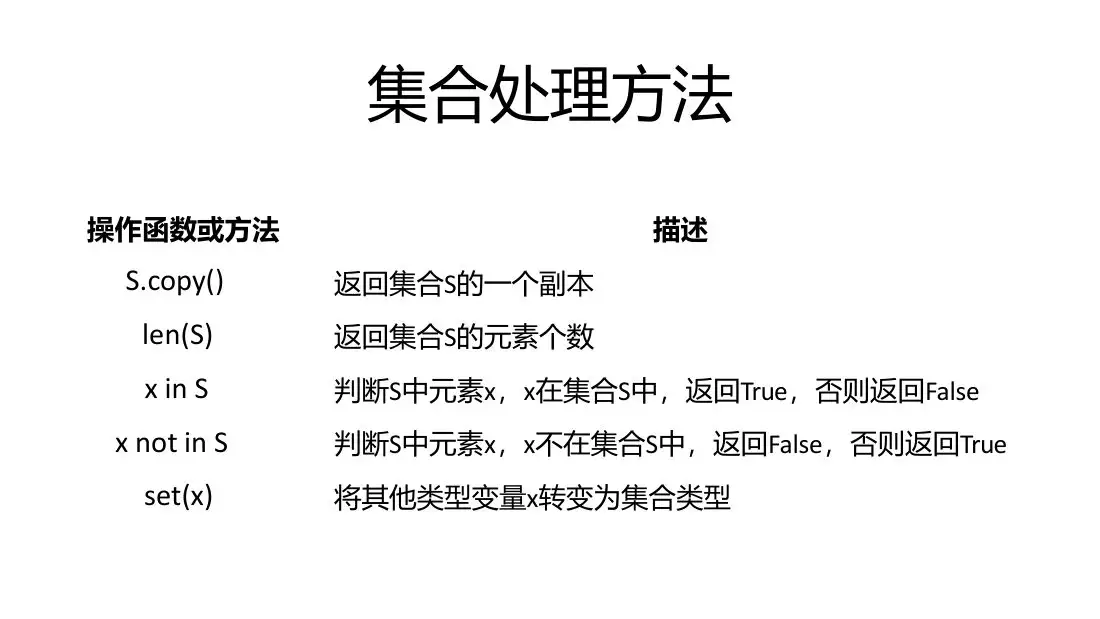 集合处理方法
操作函数或方法 描述
S.copy() 返回集合S的一个副本
len(S) 返回集合S的元素个数
x in S 判断S中元素x，x在集合S中，返回True，否则返回False
x not in S 判断S中元素x，x不在集合S中，返回False，否则返回True
set(x) 将其他类型变量x转变为集合类型